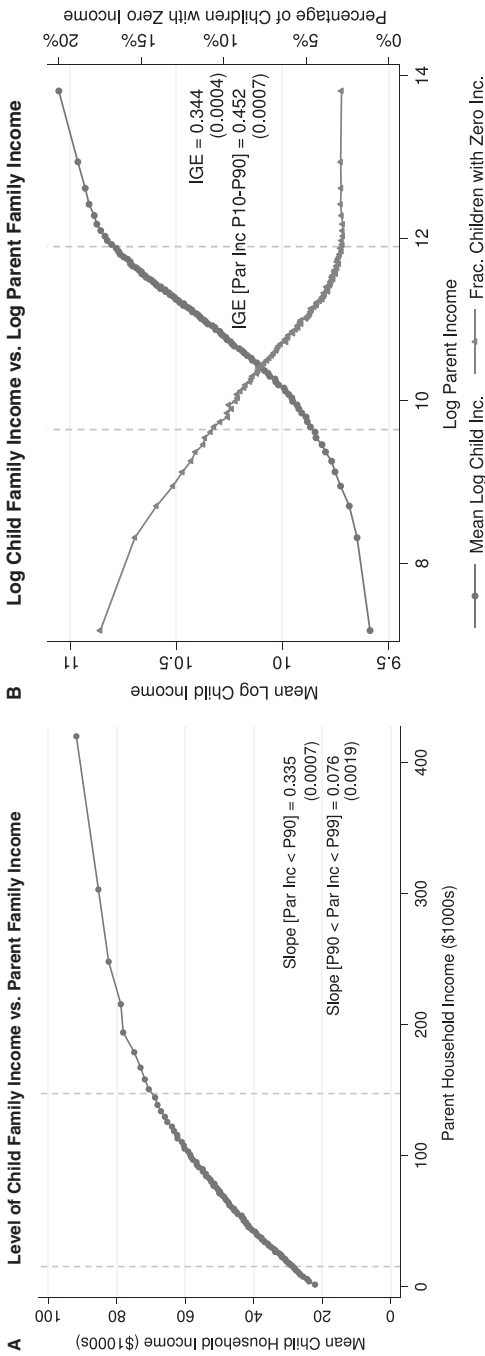 A
Level of Child Family Income vs. Parent Family Income
Mean Child Household Income ($1000s)
100
80
60
40
20
0
Slope [Par Inc < P90] = 0.335
(0.0007)
Slope [P90 < Par Inc < P99] = 0.076
(0.0019)
0
100
200
300
400
Parent Household Income ($1000s)
B
Log Child Family Income vs. Log Parent Family Income
Mean Log Child Income
11
10.5
10
9.5
IGE = 0.344
(0.0004)
IGE [Par Inc P10-P90] = 0.452
(0.0007)
Percentage of Children with Zero Income
20%
15%
10%
5%
0%
8
10
12
14
Log Parent Income
Mean Log Child Inc.
Frac. Children with Zero Inc.